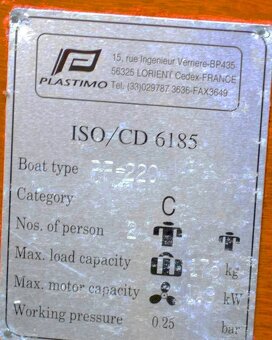 PLASTIMO
15, rue Ingenieur Verriere-BP435
56325 LORIENT Cedex-FRANCE
Tel. (33)029787 3636-FAX3649
ISO/CD 6185
Boat type
Category C
Nos. of person 2
Max. load capacity kg
Max. motor capacity kW
Working pressure 0.25 bar